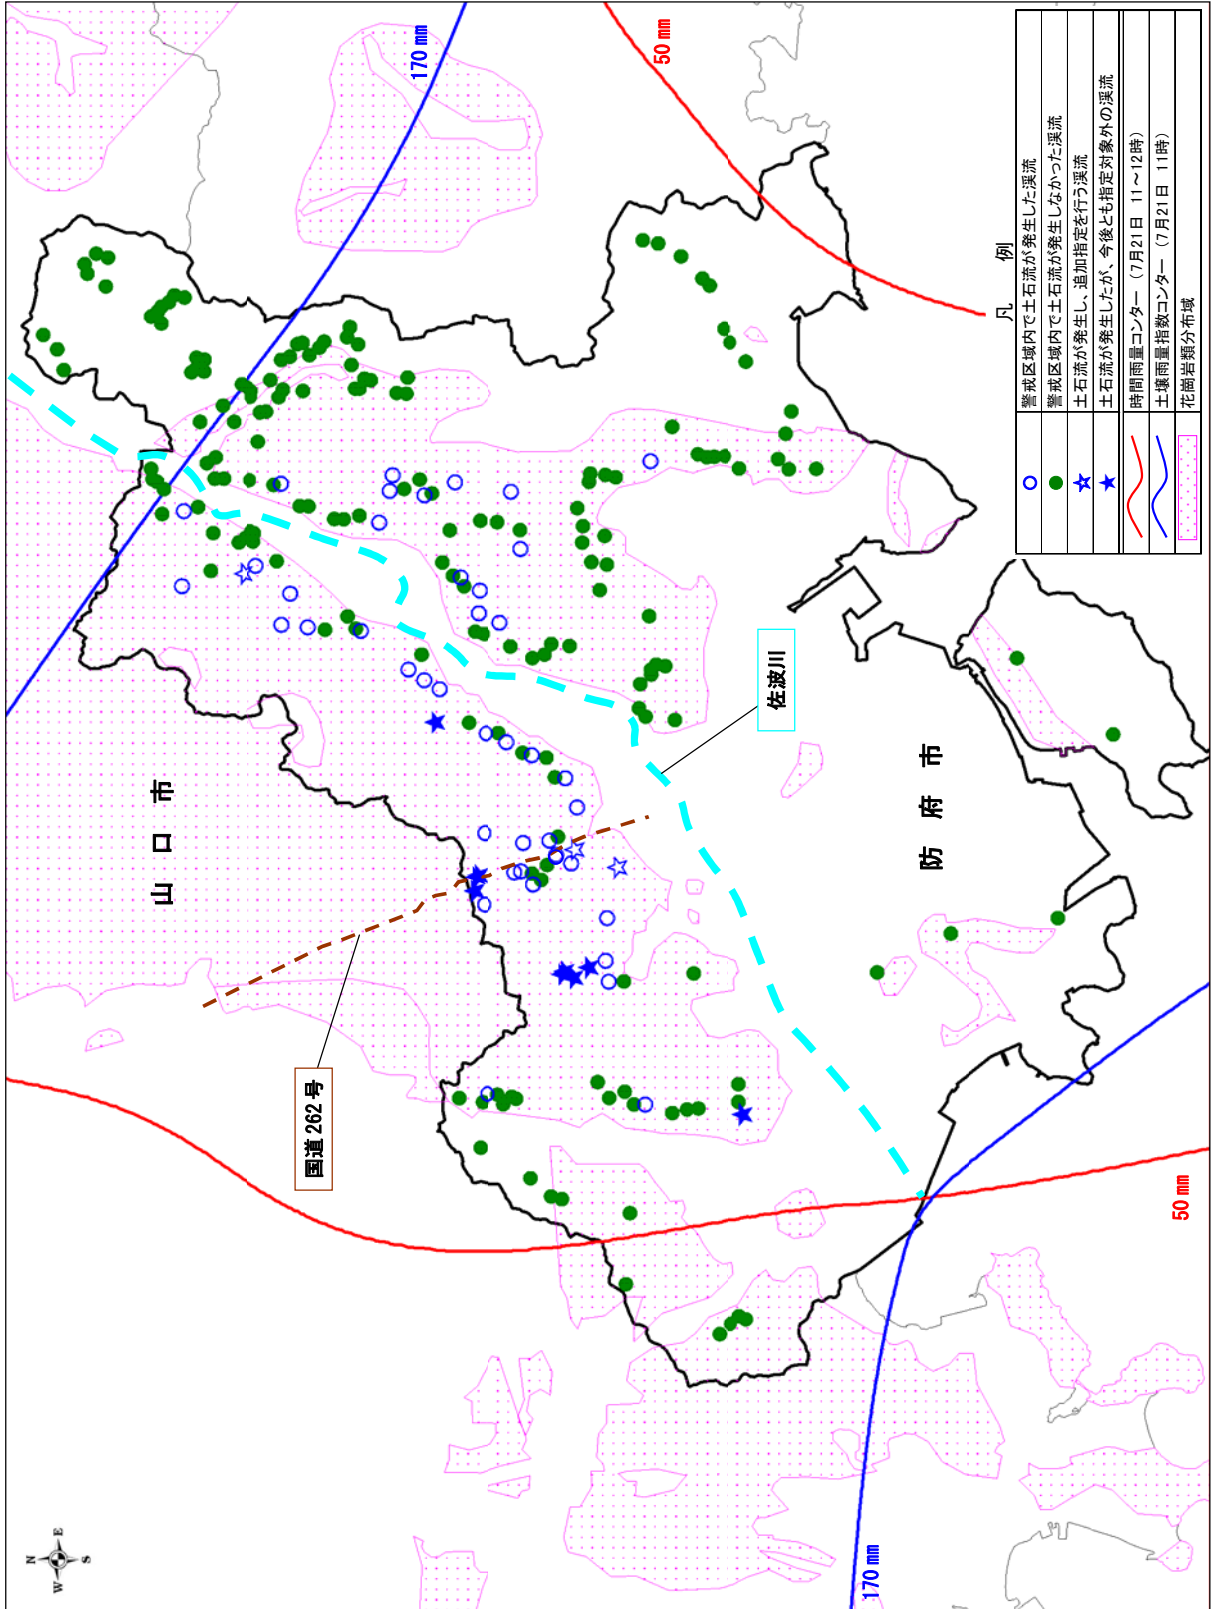 170 mm
50 mm
山口市
佐波川
防府市
国道262号
50 mm
170 mm
N
W E
S
凡例
警戒区域内で土石流が発生した渓流
警戒区域内で土石流が発生しなかった渓流
土石流が発生し、追加指定を行う渓流
土石流が発生したが、今後とも指定対象外の渓流
時間雨量コンター（7月21日 11～12時）
土壌雨量指数コンター（7月21日 11時）
花崗岩類分布域